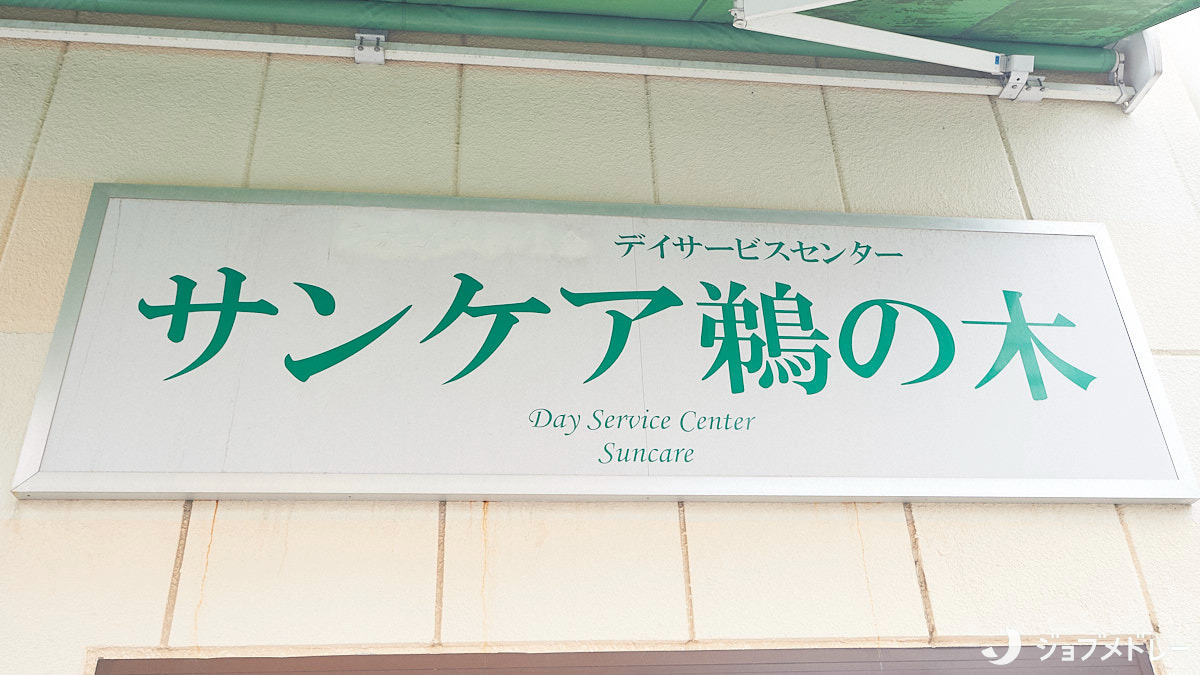 デイサービスセンター
サンケア鵜の木
Day Service Center
Suncare
ジョブメドレー